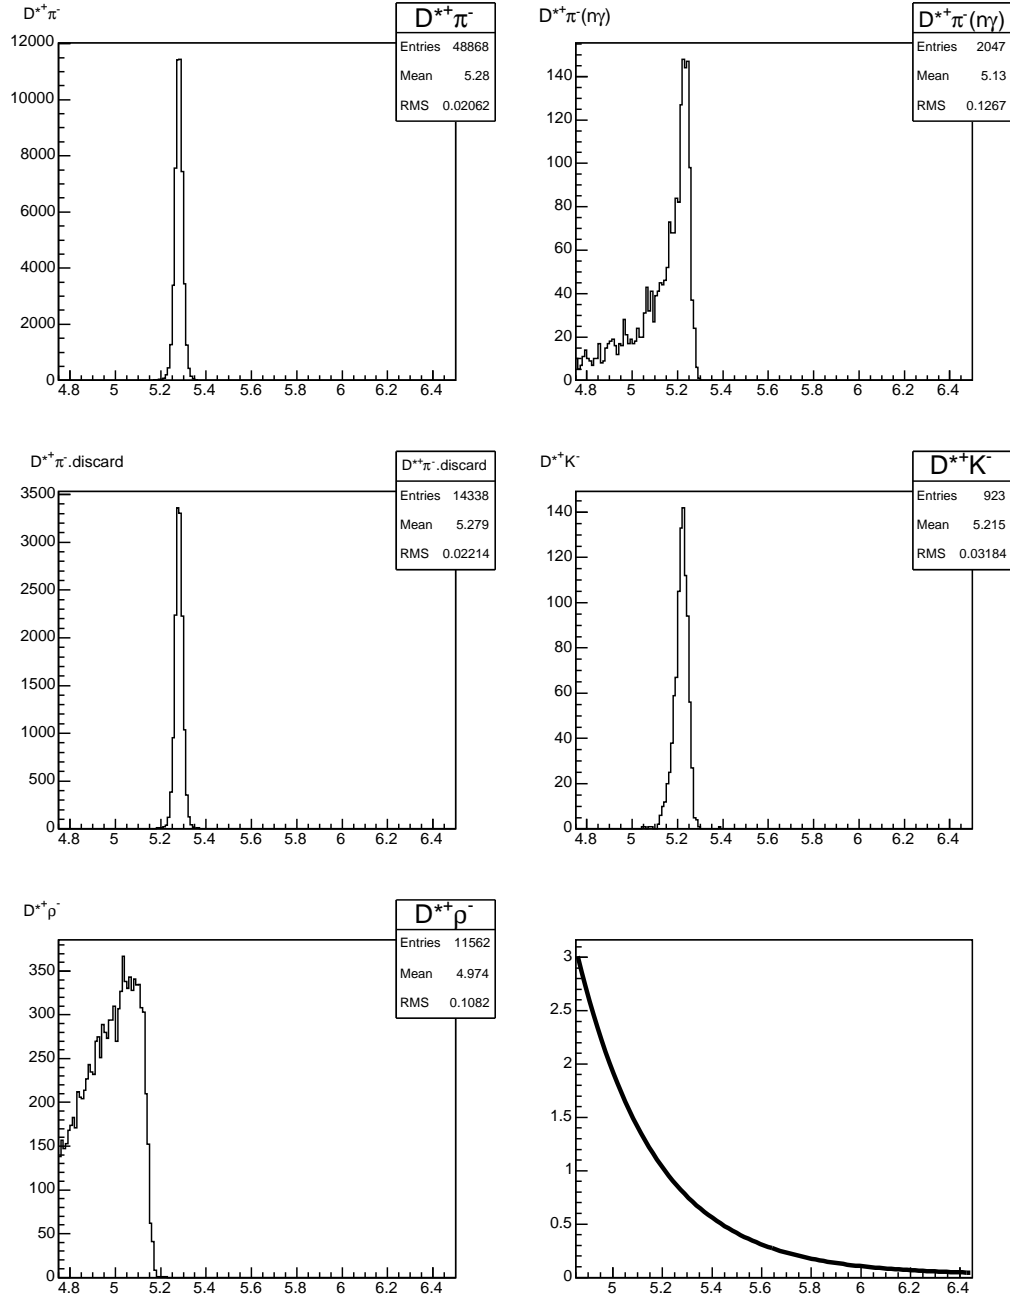 D*+π-
D*+π-
Entries 48868
Mean 5.28
RMS 0.02062
12000
10000
8000
6000
4000
2000
0
4.8 5 5.2 5.4 5.6 5.8 6 6.2 6.4
D*+π-(nγ)
D*+π-(nγ)
Entries 2047
Mean 5.13
RMS 0.1267
140
120
100
80
60
40
20
0
4.8 5 5.2 5.4 5.6 5.8 6 6.2 6.4
D*+π-.discard
D*+π-.discard
Entries 14338
Mean 5.279
RMS 0.02214
3500
3000
2500
2000
1500
1000
500
0
4.8 5 5.2 5.4 5.6 5.8 6 6.2 6.4
D*+K-
D*+K-
Entries 923
Mean 5.215
RMS 0.03184
140
120
100
80
60
40
20
0
4.8 5 5.2 5.4 5.6 5.8 6 6.2 6.4
D*+ρ-
D*+ρ-
Entries 11562
Mean 4.974
RMS 0.1082
350
300
250
200
150
100
50
0
4.8 5 5.2 5.4 5.6 5.8 6 6.2 6.4
3
2.5
2
1.5
1
0.5
0
5 5.2 5.4 5.6 5.8 6 6.2 6.4